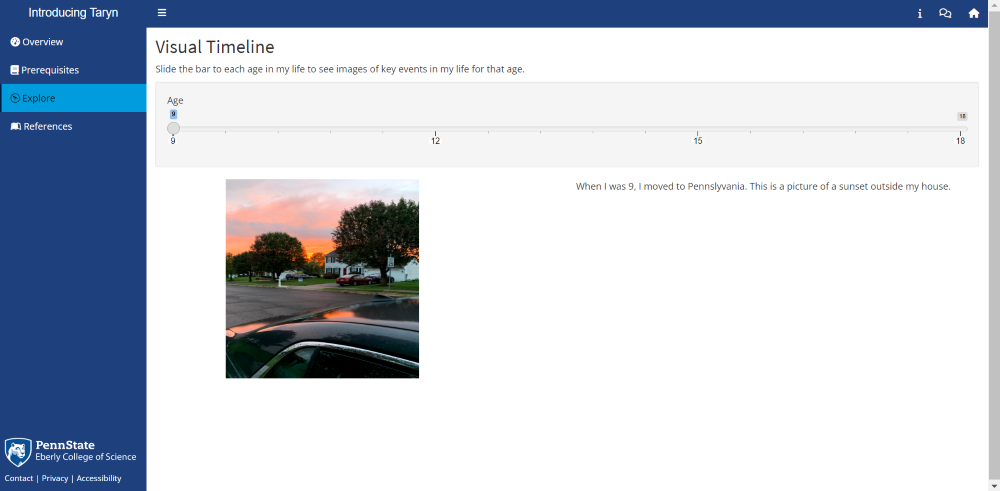 Introducing Taryn
Overview
Prerequisites
Explore
References
Visual Timeline
Slide the bar to each age in my life to see images of key events in my life for that age.
Age
9
18
9
12
15
18
When I was 9, I moved to Pennslyvania. This is a picture of a sunset outside my house.
PennState
Eberly College of Science
Contact | Privacy | Accessibility